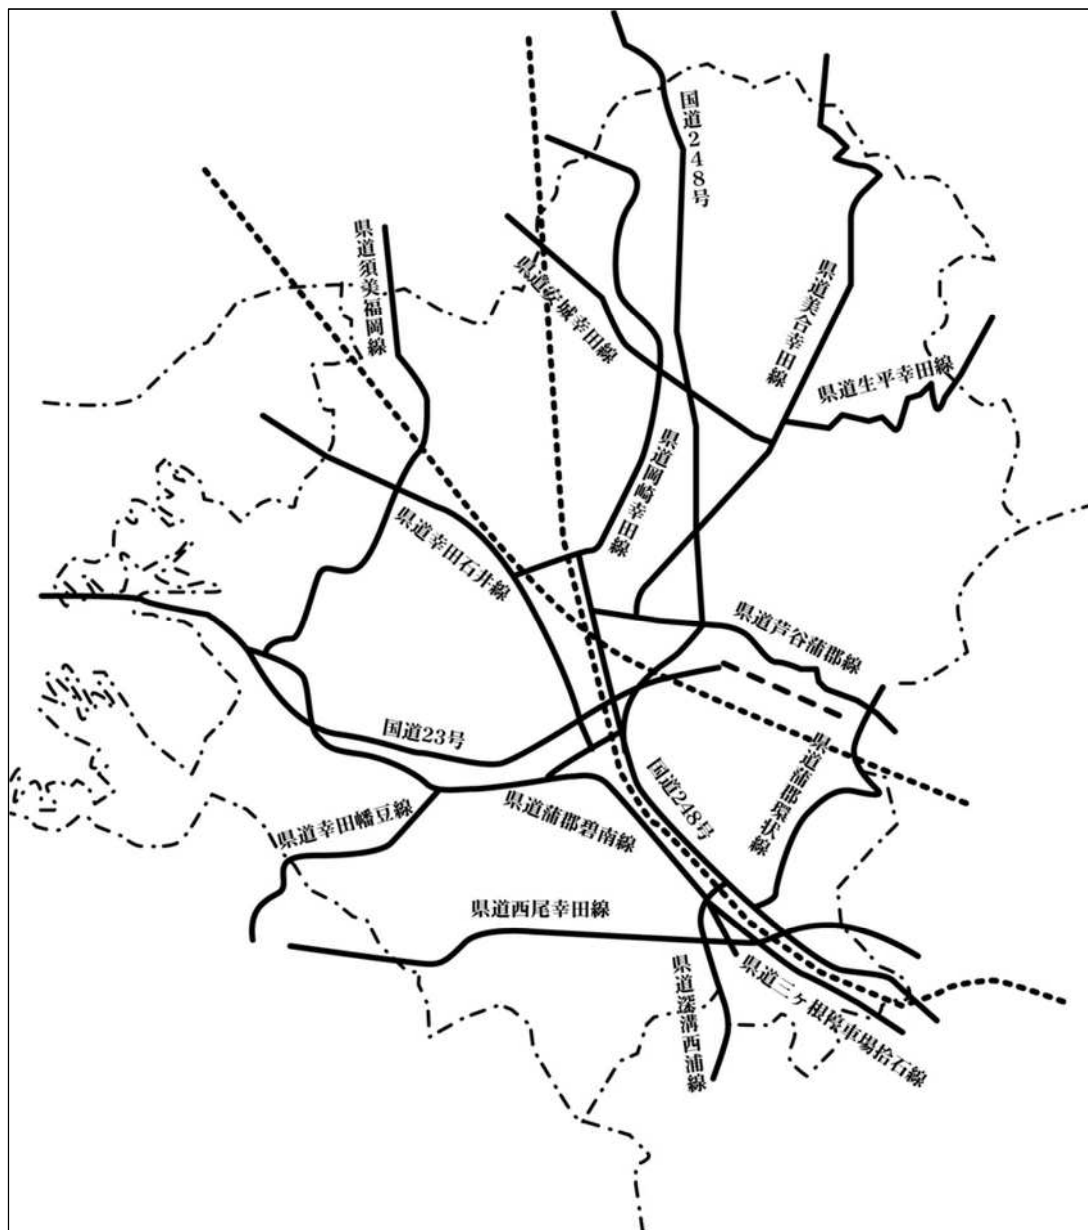 国道248号
県道須美福岡線
県道安城幸田線
県道美合幸田線
県道生平幸田線
県道岡崎幸田線
県道幸田石井線
県道芦谷蒲郡線
国道23号
国道248号
県道蒲郡環状線
県道幸田幡豆線
県道蒲郡碧南線
県道西尾幸田線
県道深溝西浦線
県道三ヶ根停車場拾石線